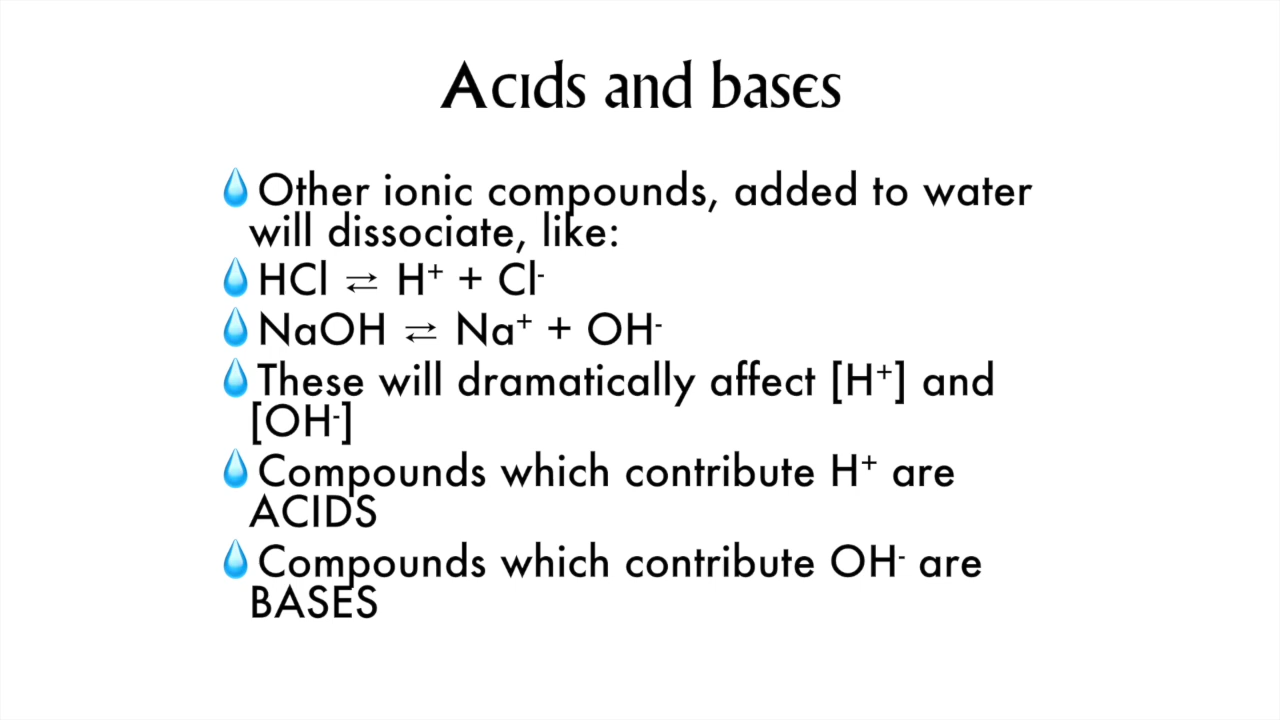 Acids and bases
💧Other ionic compounds, added to water
will dissociate, like:
💧HCl ⇄ H⁺ + Cl⁻
💧NaOH ⇄ Na⁺ + OH⁻
💧These will dramatically affect [H⁺] and
[OH⁻]
💧Compounds which contribute H⁺ are
ACIDS
💧Compounds which contribute OH⁻ are
BASES